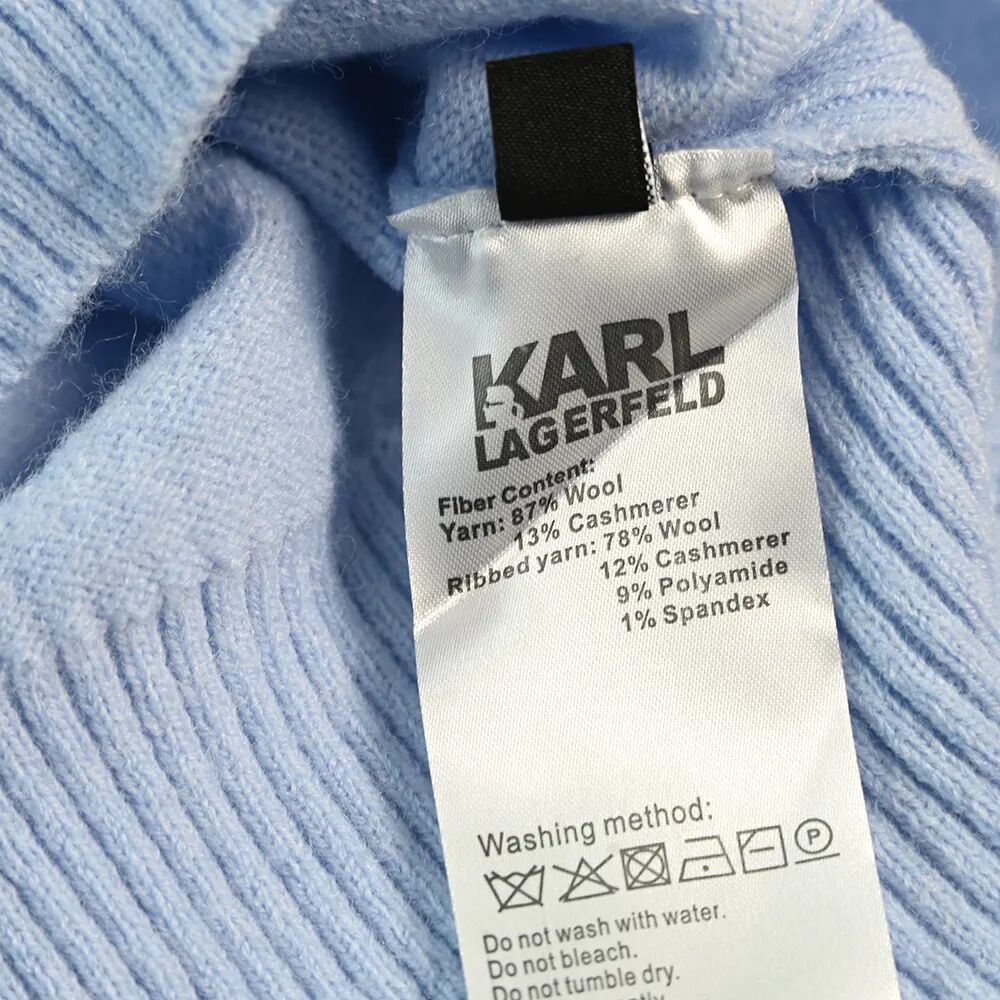 KARL
LAGERFELD
Fiber Content:
Yarn: 87% Wool
13% Cashmerer
Ribbed yarn: 78% Wool
12% Cashmerer
9% Polyamide
1% Spandex
Washing method:
P
Do not wash with water.
Do not bleach.
Do not tumble dry.